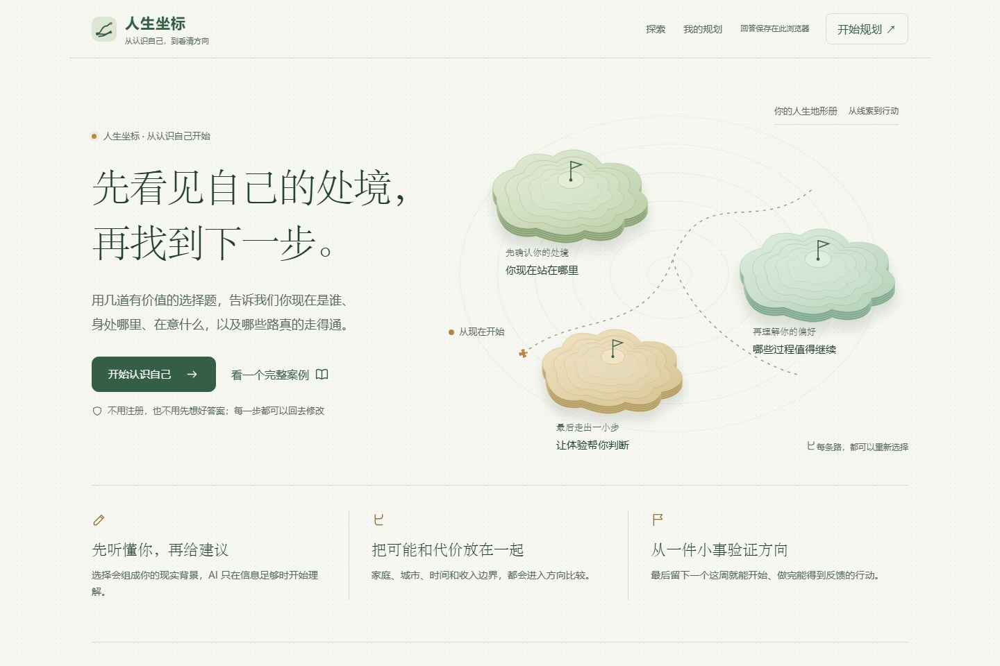 人生坐标
从认识自己，到看清方向
探索
我的规划
回答保存在此浏览器
开始规划 ↗
你的人生地形册
从线索到行动
人生坐标 · 从认识自己开始
先看见自己的处境，
再找到下一步。
用几道有价值的选择题，告诉我们你现在是谁、
身处哪里、在意什么，以及哪些路真的走得通。
开始认识自己 →
看一个完整案例
不用注册，也不用先想好答案；每一步都可以回去修改
先确认你的处境
你现在站在哪里
再理解你的偏好
哪些过程值得继续
从现在开始
最后走出一小步
让体验帮你判断
每条路，都可以重新选择
先听懂你，再给建议
选择会组成你的现实背景，AI 只在信息足够时开始理
解。
把可能和代价放在一起
家庭、城市、时间和收入边界，都会进入方向比较。
从一件小事验证方向
最后留下一个这周就能开始、做完能得到反馈的行动。